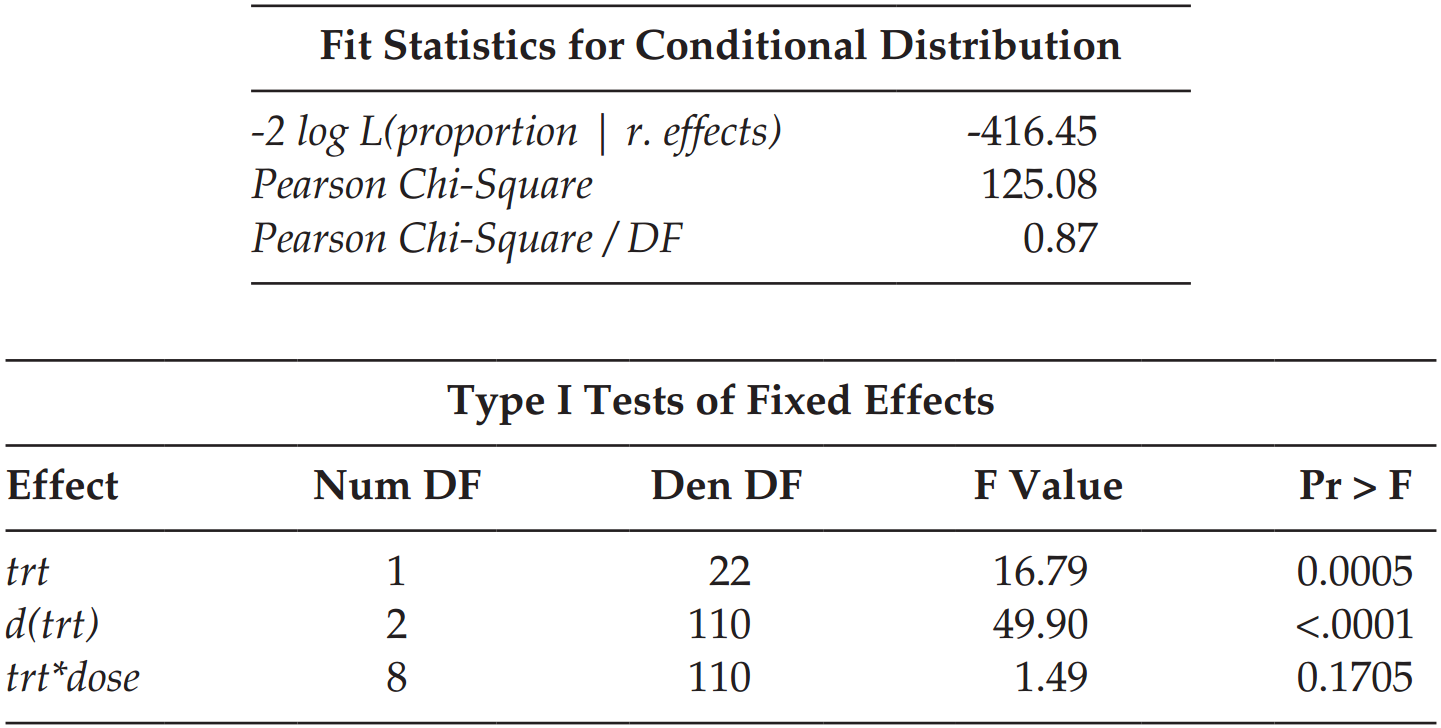 Fit Statistics for Conditional Distribution
-2 log L(proportion | r. effects) -416.45
Pearson Chi-Square 125.08
Pearson Chi-Square / DF 0.87
Type I Tests of Fixed Effects
Effect Num DF Den DF F Value Pr > F
trt 1 22 16.79 0.0005
d(trt) 2 110 49.90 <.0001
trt*dose 8 110 1.49 0.1705